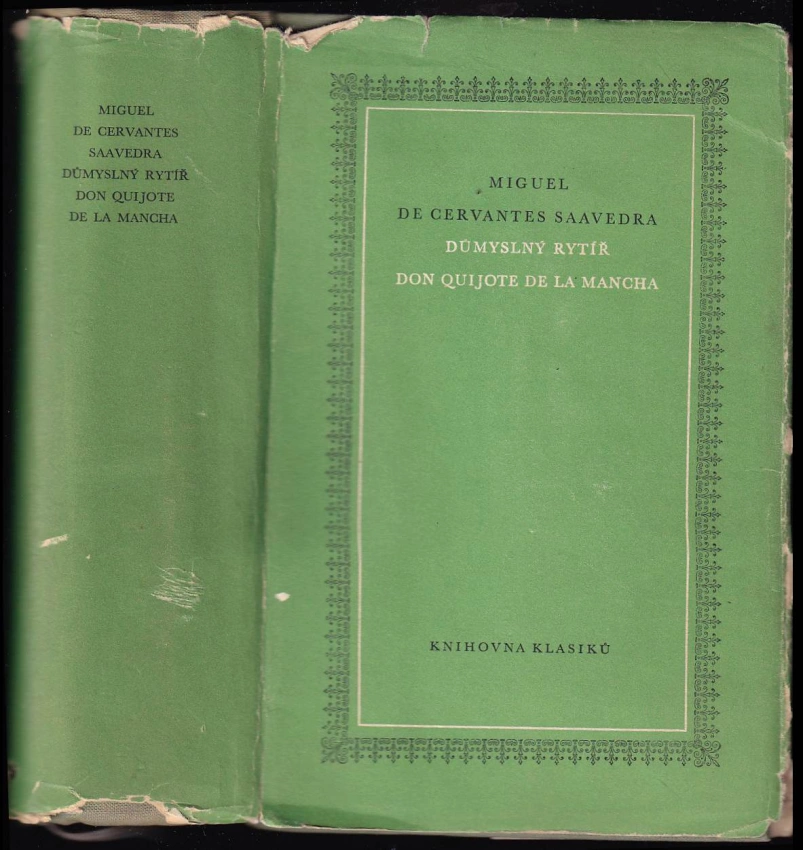 MIGUEL
DE CERVANTES
SAAVEDRA
DŮMYSLNÝ RYTÍŘ
DON QUIJOTE
DE LA MANCHA
MIGUEL
DE CERVANTES SAAVEDRA
DŮMYSLNÝ RYTÍŘ
DON QUIJOTE DE LA MANCHA
KNIHOVNA KLASIKŮ